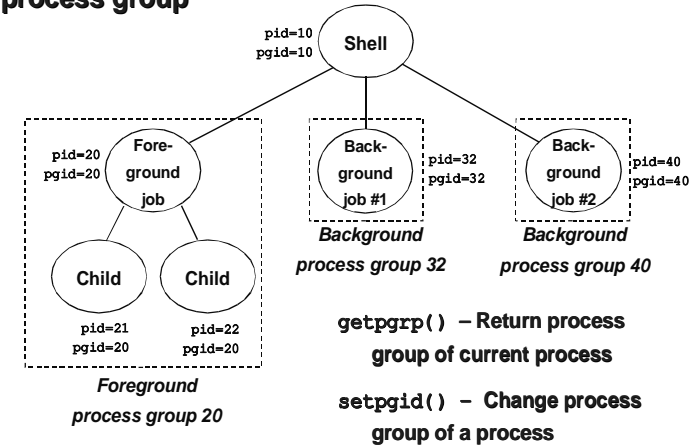 process group
pid=10
pgid=10
Shell
pid=20
pgid=20
Fore-
ground
job
Back-
ground
job #1
pid=32
pgid=32
Back-
ground
job #2
pid=40
pgid=40
Background
process group 32
Background
process group 40
Child
Child
pid=21
pgid=20
pid=22
pgid=20
Foreground
process group 20
getpgrp() – Return process
group of current process
setpgid() – Change process
group of a process